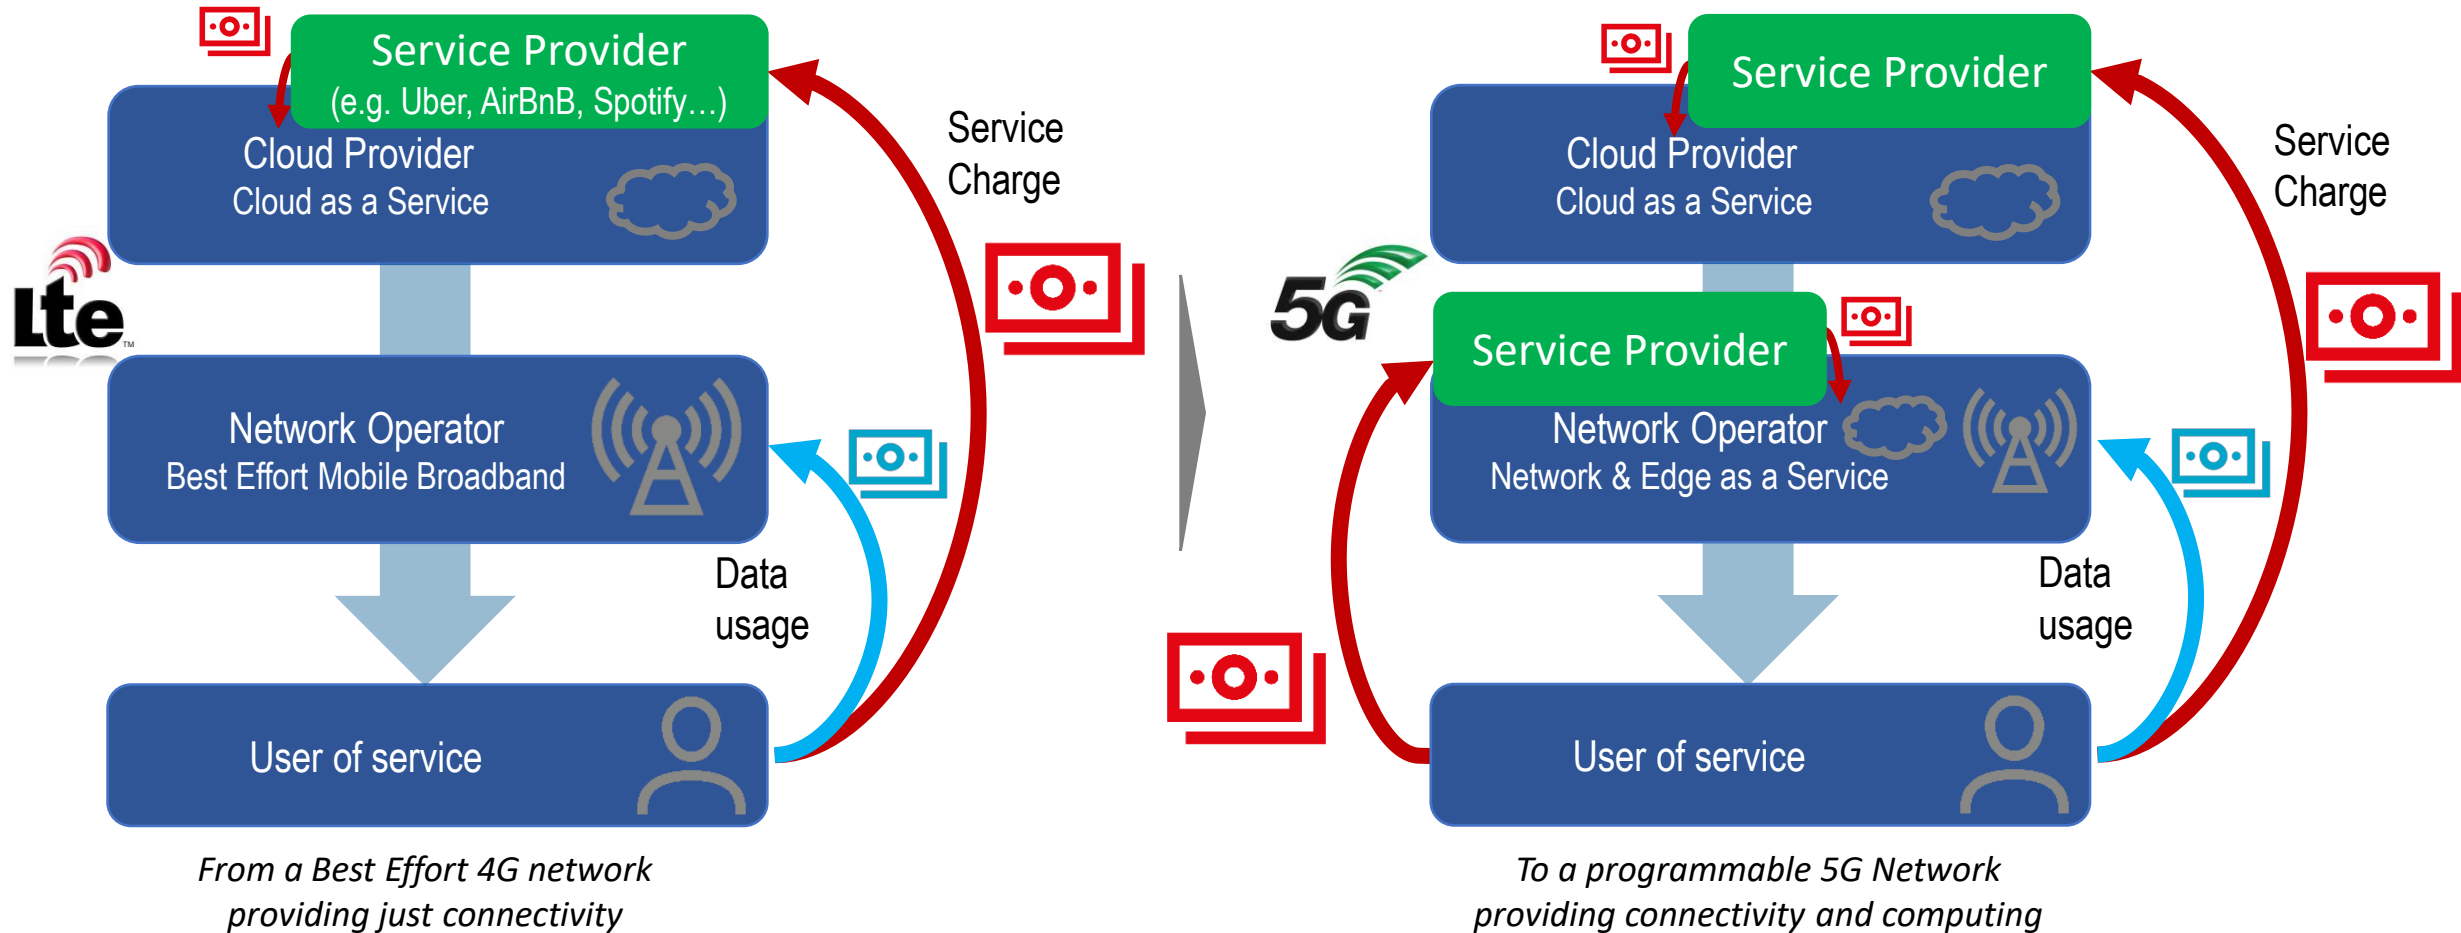 Service Provider
(e.g. Uber, AirBnB, Spotify…)
Cloud Provider
Cloud as a Service
Service
Charge
Lte
TM
Network Operator
Best Effort Mobile Broadband
Data
usage
User of service
From a Best Effort 4G network
providing just connectivity
Service Provider
Cloud Provider
Cloud as a Service
Service
Charge
5G
Service Provider
Network Operator
Network & Edge as a Service
Data
usage
User of service
To a programmable 5G Network
providing connectivity and computing